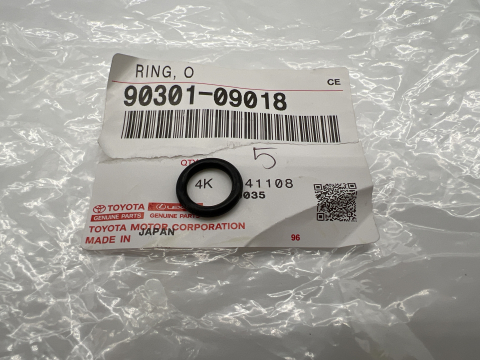 RING, O
CE
90301-09018
QTY
5
4K 41108
035
TOYOTA
GENUINE PARTS GENUINE PARTS
TOYOTA MOTOR CORPORATION
MADE IN JAPAN
96